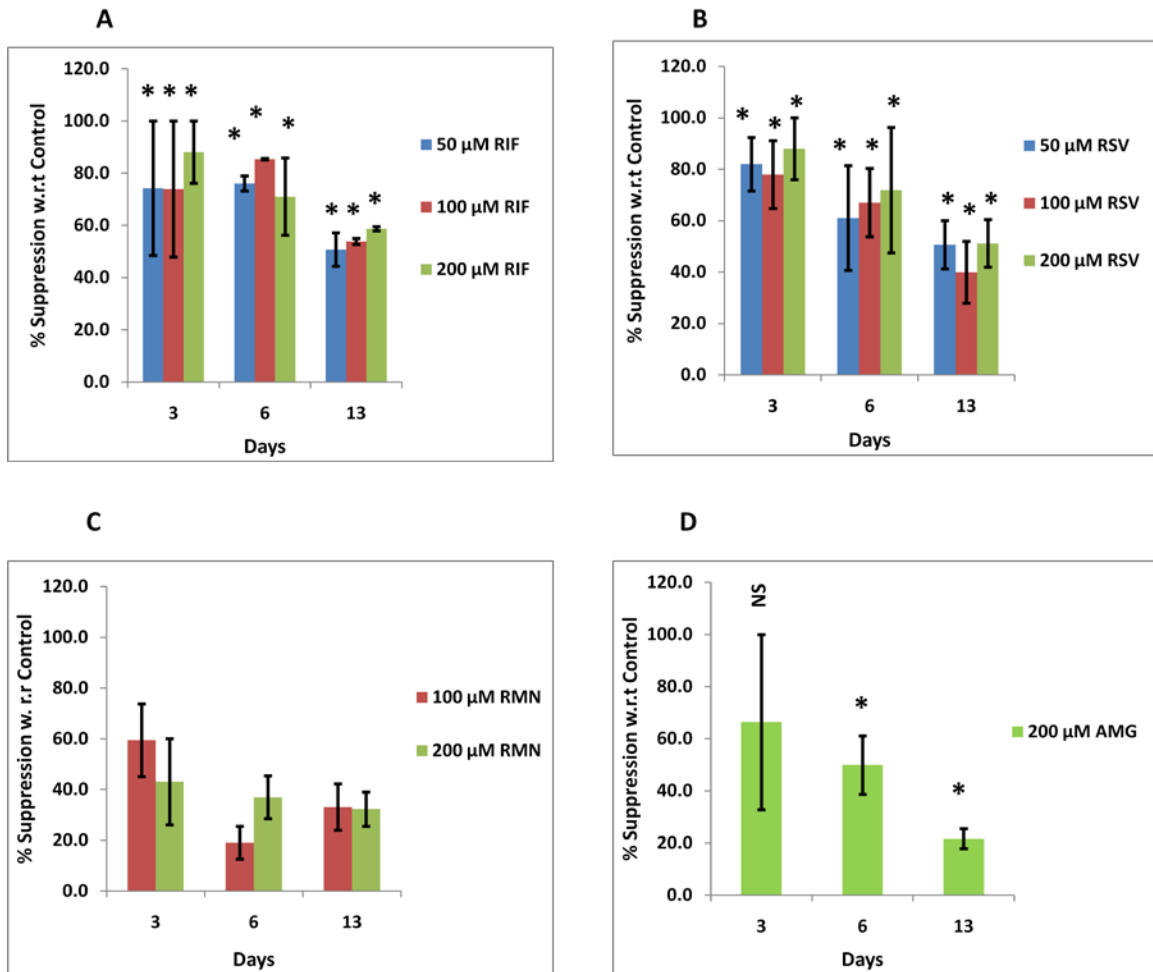 A
% Suppression w.r.t Control
120.0
* * *
* * *
100.0
80.0
60.0
* * *
40.0
20.0
0.0
3 6 13
Days
50 µM RIF
100 µM RIF
200 µM RIF
B
% Suppression w.r.t Control
120.0
* * *
* * *
100.0
80.0
60.0
* * *
40.0
20.0
0.0
3 6 13
Days
50 µM RSV
100 µM RSV
200 µM RSV
C
% Suppression w. r.r Control
120.0
100.0
80.0
60.0
40.0
20.0
0.0
3 6 13
Days
100 µM RMN
200 µM RMN
D
% Suppression w.r.t Control
120.0
NS
100.0
80.0
*
60.0
40.0
*
20.0
0.0
3 6 13
Days
200 µM AMG